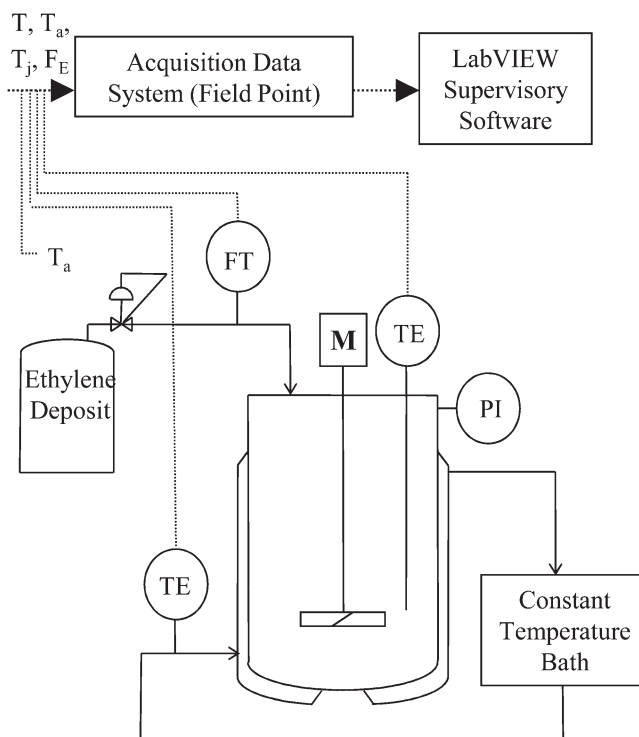 T, Tₐ,
Tⱼ, F_E
Acquisition Data
System (Field Point)
LabVIEW
Supervisory
Software
Tₐ
FT
M
TE
Ethylene
Deposit
PI
TE
Constant
Temperature
Bath